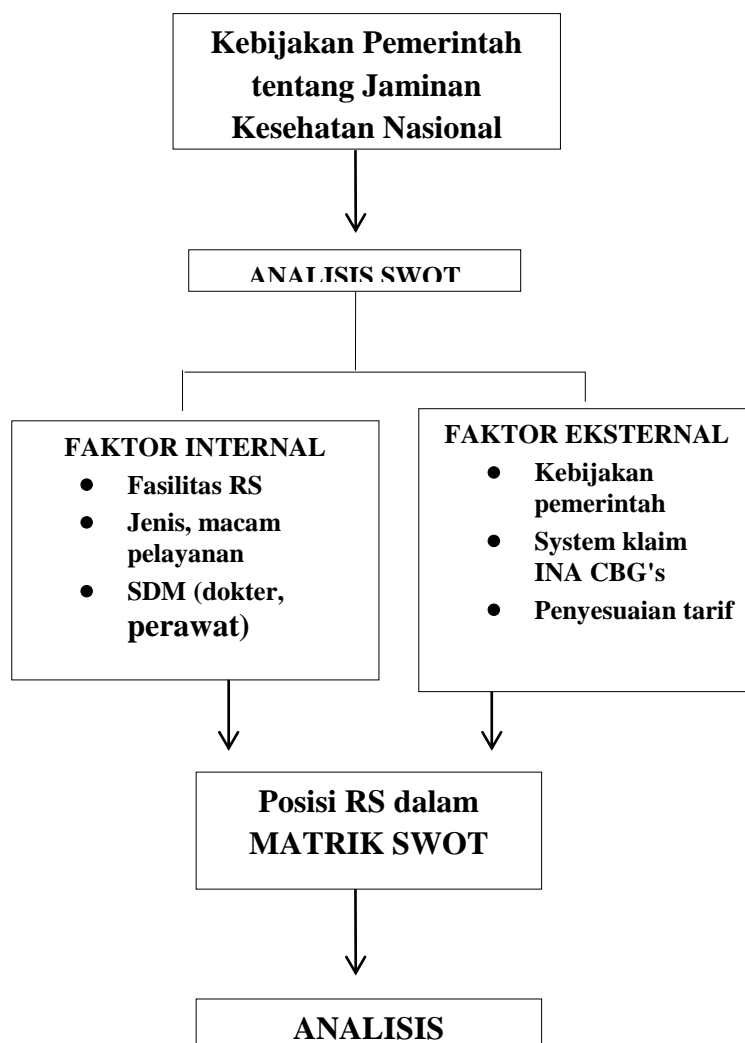 Kebijakan Pemerintah
tentang Jaminan
Kesehatan Nasional
ANALISIS SWOT
FAKTOR INTERNAL
● Fasilitas RS
● Jenis, macam
pelayanan
● SDM (dokter,
perawat)
FAKTOR EKSTERNAL
● Kebijakan
pemerintah
● System klaim
INA CBG's
● Penyesuaian tarif
Posisi RS dalam
MATRIK SWOT
ANALISIS